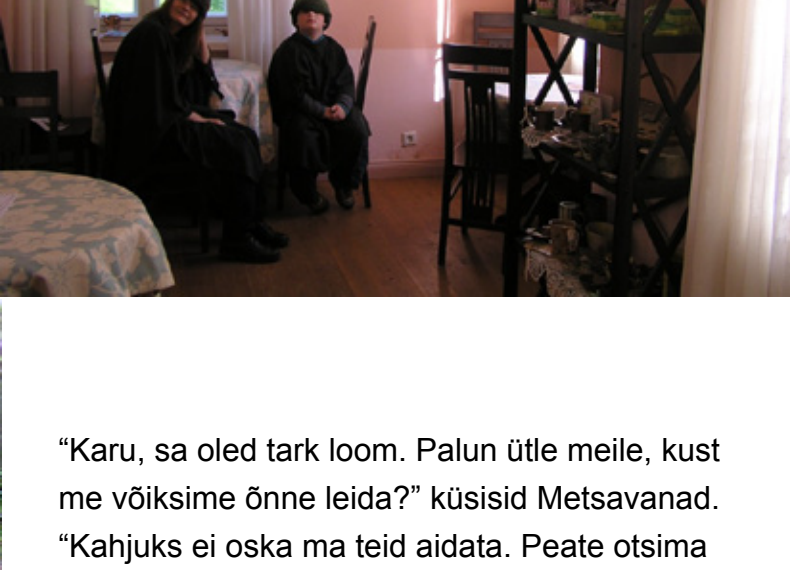 “Karu, sa oled tark loom. Palun ütle meile, kust
me võiksime õnne leida?” küsisid Metsavanad.
“Kahjuks ei oska ma teid aidata. Peate otsima